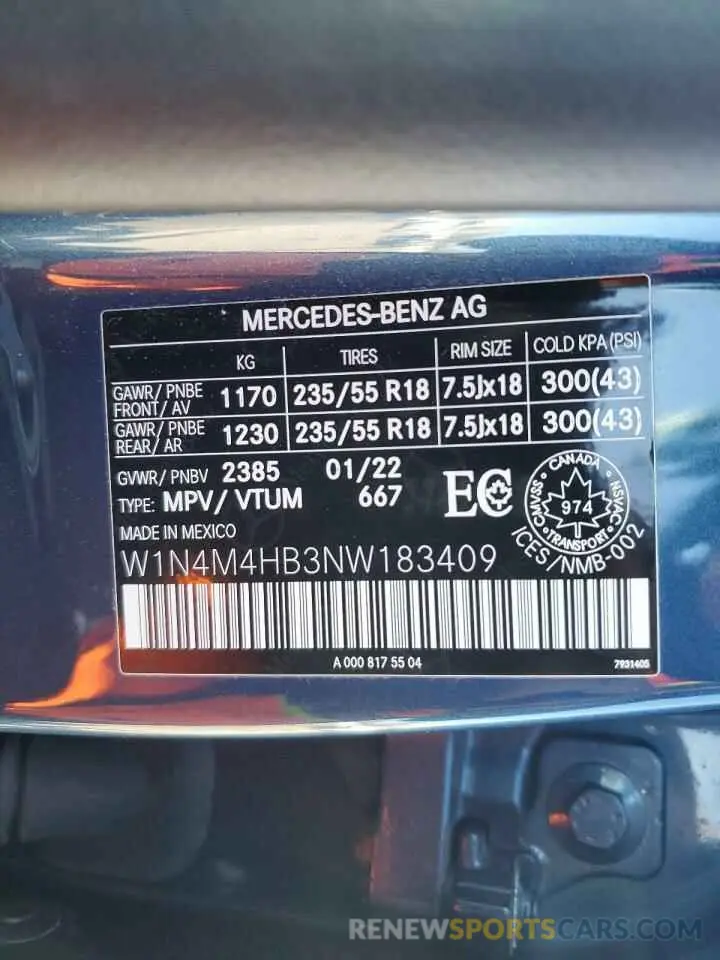 MERCEDES-BENZ AG
KG TIRES RIM SIZE COLD KPA (PSI)
GAWR/ PNBE FRONT/ AV 1170 235/55 R18 7.5Jx18 300(43)
GAWR/ PNBE REAR/ AR 1230 235/55 R18 7.5Jx18 300(43)
GVWR/ PNBV 2385 01/22
TYPE: MPV/ VTUM 667 EC
CANADA
CMVSS 974 NSVAC
TRANSPORT
ICES/NMB-002
MADE IN MEXICO
W1N4M4HB3NW183409
A 000 817 55 04 7931405
RENEWSPORTSCARS.COM